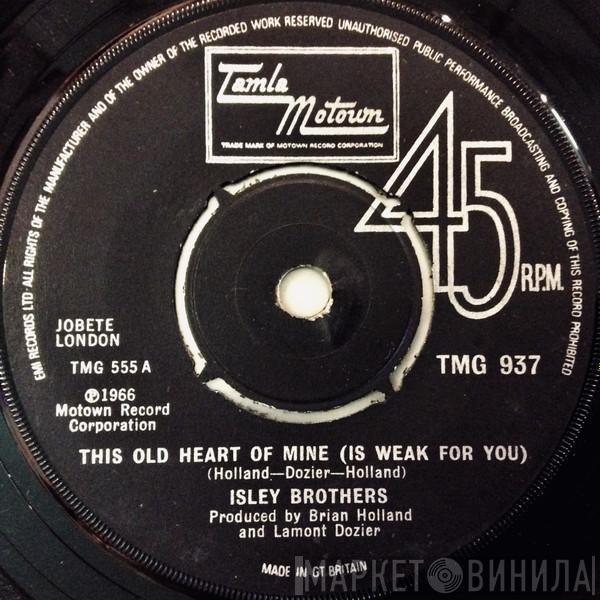 EMI RECORDS LTD·ALL RIGHTS OF THE MANUFACTURER AND OF THE OWNER OF THE RECORDED WORK RESERVED UNAUTHORISED PUBLIC PERFORMANCE BROADCASTING AND COPYING OF THIS RECORD PROHIBITED
Tamla
Motown
TRADE MARK OF MOTOWN RECORD CORPORATION
45
R.P.M.
JOBETE
LONDON
TMG 555 A
TMG 937
℗1966
Motown Record
Corporation
THIS OLD HEART OF MINE (IS WEAK FOR YOU)
(Holland—Dozier—Holland)
ISLEY BROTHERS
Produced by Brian Holland
and Lamont Dozier
MADE IN GT BRITAIN
МАРКЕТ ВИНИЛА